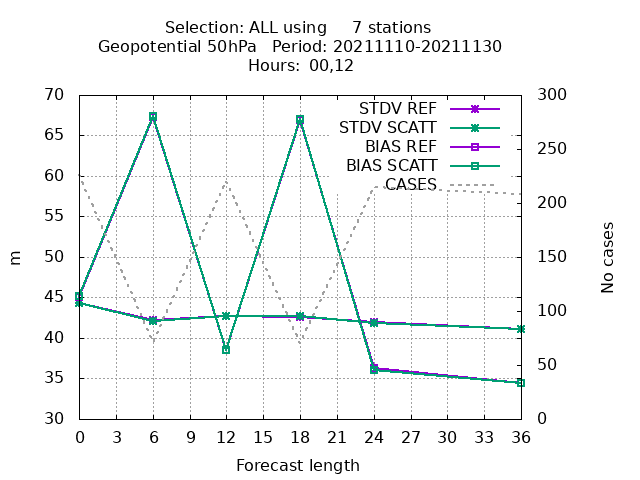 Selection: ALL using     7 stations
Geopotential 50hPa   Period: 20211110-20211130
Hours: 00,12
70
65
60
55
50
45
40
35
30
m
STDV REF
STDV SCATT
BIAS REF
BIAS SCATT
CASES
300
250
200
150
100
50
0
No cases
0 3 6 9 12 15 18 21 24 27 30 33 36
Forecast length